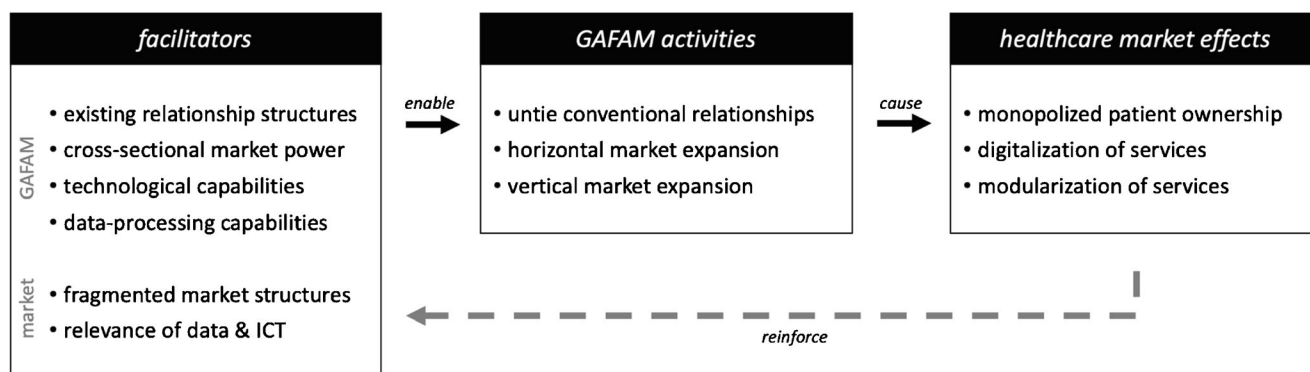 facilitators
GAFAM
• existing relationship structures
• cross-sectional market power
• technological capabilities
• data-processing capabilities
market
• fragmented market structures
• relevance of data & ICT
enable
GAFAM activities
• untie conventional relationships
• horizontal market expansion
• vertical market expansion
cause
healthcare market effects
• monopolized patient ownership
• digitalization of services
• modularization of services
reinforce